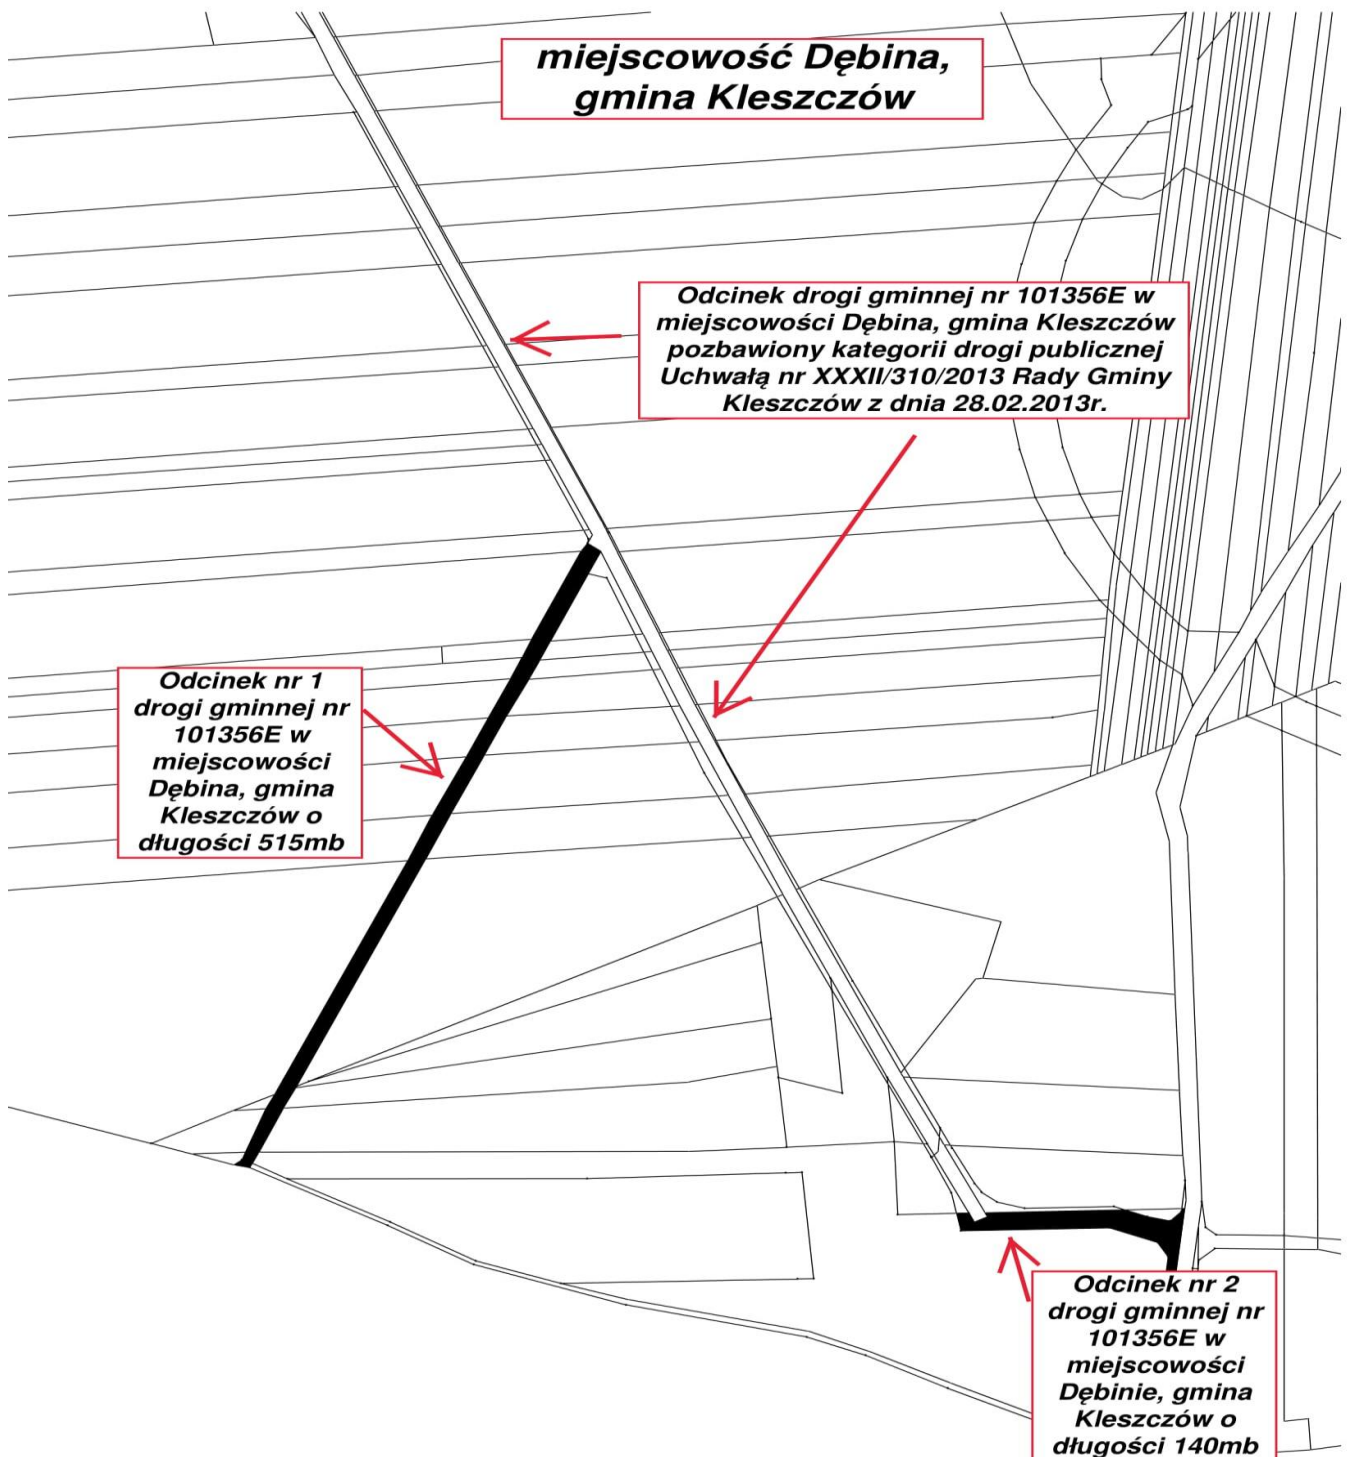 miejscowość Dębina,
gmina Kleszczów
Odcinek drogi gminnej nr 101356E w
miejscowości Dębina, gmina Kleszczów
pozbawiony kategorii drogi publicznej
Uchwałą nr XXXII/310/2013 Rady Gminy
Kleszczów z dnia 28.02.2013r.
Odcinek nr 1
drogi gminnej nr
101356E w
miejscowości
Dębina, gmina
Kleszczów o
długości 515mb
Odcinek nr 2
drogi gminnej nr
101356E w
miejscowości
Dębinie, gmina
Kleszczów o
długości 140mb